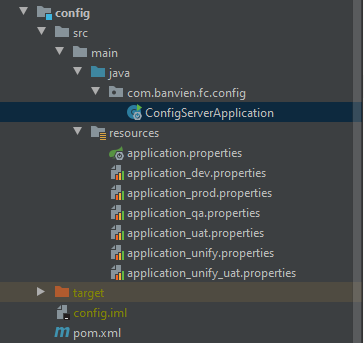 config
src
main
java
com.banvien.fc.config
ConfigServerApplication
resources
application.properties
application_dev.properties
application_prod.properties
application_qa.properties
application_uat.properties
application_unify.properties
application_unify_uat.properties
target
config.iml
pom.xml